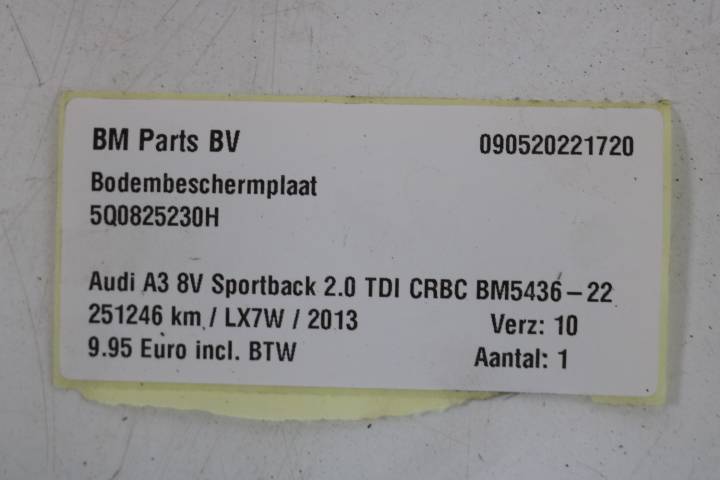 BM Parts BV 090520221720
Bodembeschermplaat
5Q0825230H
Audi A3 8V Sportback 2.0 TDI CRBC BM5436-22
251246 km / LX7W / 2013 Verz: 10
9.95 Euro incl. BTW Aantal: 1